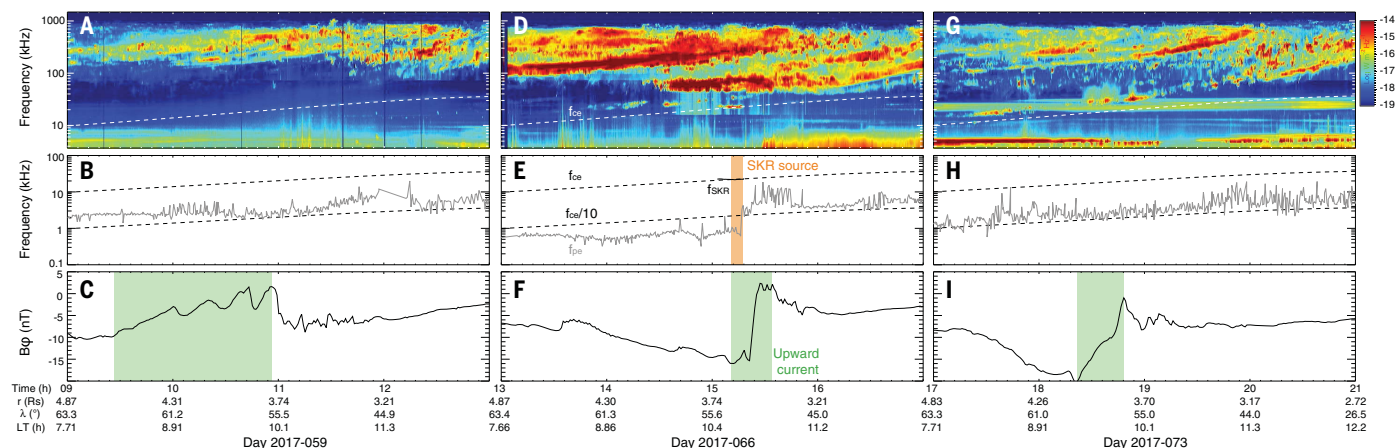 A
D
G
Frequency (kHz)
1000
100
10
fce
-14
-15
-16
-17
-18
-19
B
E
H
Frequency (kHz)
100
10
1
0.1
fce
fSKR
SKR source
fce/10
fpe
C
F
I
Bφ (nT)
5
0
-5
-10
-15
Upward
current
Time (h) 09 10 11 12 13 14 15 16 17 18 19 20 21
r (Rs) 4.87 4.31 3.74 3.21 4.87 4.30 3.74 3.21 4.83 4.26 3.70 3.17 2.72
λ (°) 63.3 61.2 55.5 44.9 63.4 61.3 55.6 45.0 63.3 61.0 55.0 44.0 26.5
LT (h) 7.71 8.91 10.1 11.3 7.66 8.86 10.4 11.2 7.71 8.91 10.1 11.3 12.2
Day 2017-059 Day 2017-066 Day 2017-073